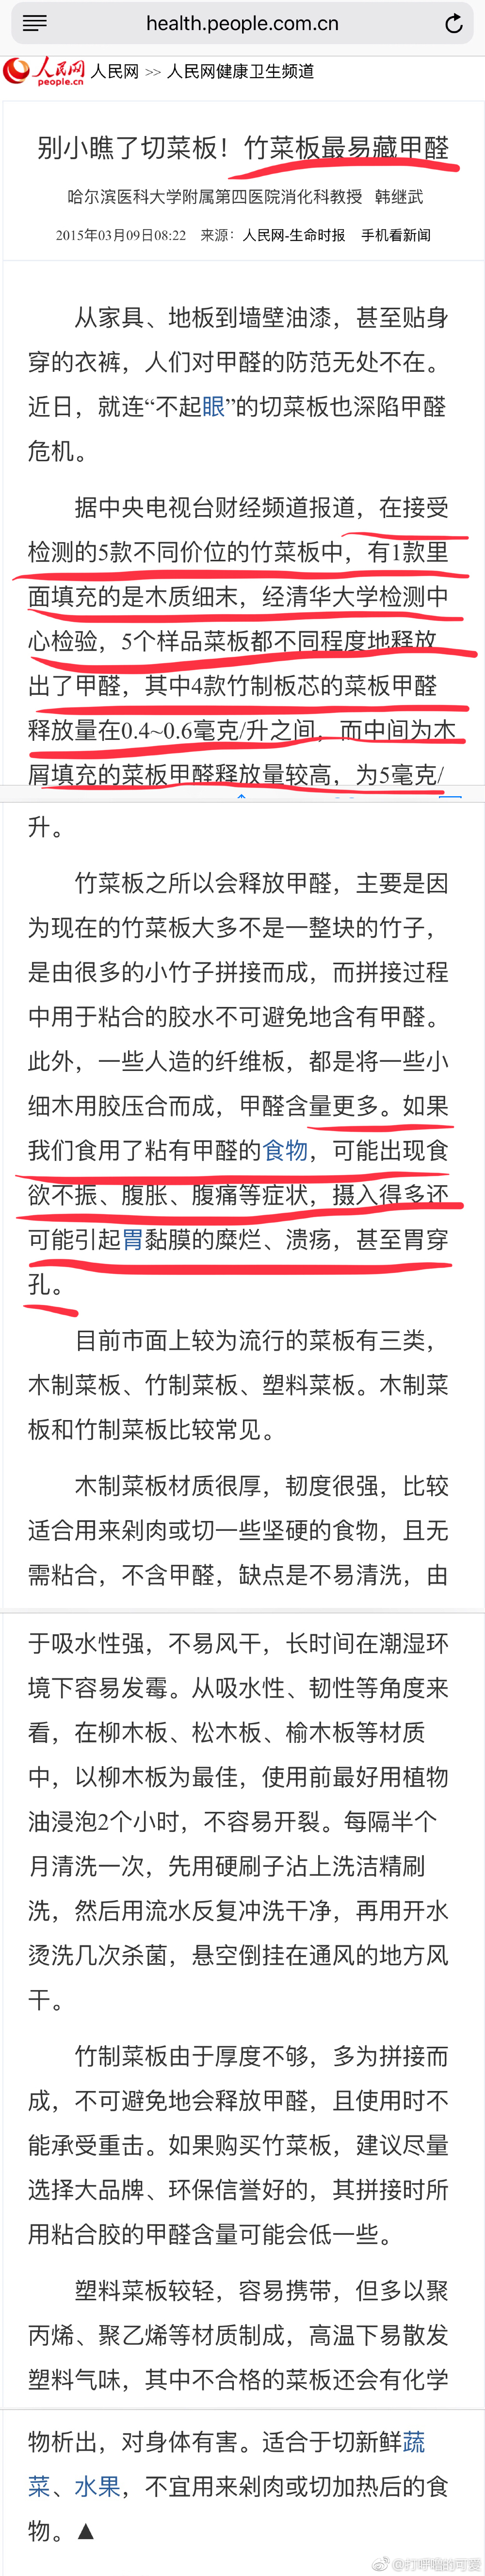 health.people.com.cn
人民网 people.cn 人民网 >> 人民网健康卫生频道
别小瞧了切菜板！竹菜板最易藏甲醛
哈尔滨医科大学附属第四医院消化科教授 韩继武
2015年03月09日08:22 来源：人民网-生命时报 手机看新闻
从家具、地板到墙壁油漆，甚至贴身
穿的衣裤，人们对甲醛的防范无处不在。
近日，就连“不起眼”的切菜板也深陷甲醛
危机。
据中央电视台财经频道报道，在接受
检测的5款不同价位的竹菜板中，有1款里
面填充的是木质细末，经清华大学检测中
心检验，5个样品菜板都不同程度地释放
出了甲醛，其中4款竹制板芯的菜板甲醛
释放量在0.4~0.6毫克/升之间，而中间为木
屑填充的菜板甲醛释放量较高，为5毫克/
升。
竹菜板之所以会释放甲醛，主要是因
为现在的竹菜板大多不是一整块的竹子，
是由很多的小竹子拼接而成，而拼接过程
中用于粘合的胶水不可避免地含有甲醛。
此外，一些人造的纤维板，都是将一些小
细木用胶压合而成，甲醛含量更多。如果
我们食用了粘有甲醛的食物，可能出现食
欲不振、腹胀、腹痛等症状，摄入得多还
可能引起胃黏膜的糜烂、溃疡，甚至胃穿
孔。
目前市面上较为流行的菜板有三类，
木制菜板、竹制菜板、塑料菜板。木制菜
板和竹制菜板比较常见。
木制菜板材质很厚，韧度很强，比较
适合用来剁肉或切一些坚硬的食物，且无
需粘合，不含甲醛，缺点是不易清洗，由
于吸水性强，不易风干，长时间在潮湿环
境下容易发霉。从吸水性、韧性等角度来
看，在柳木板、松木板、榆木板等材质
中，以柳木板为最佳，使用前最好用植物
油浸泡2个小时，不容易开裂。每隔半个
月清洗一次，先用硬刷子沾上洗洁精刷
洗，然后用流水反复冲洗干净，再用开水
烫洗几次杀菌，悬空倒挂在通风的地方风
干。
竹制菜板由于厚度不够，多为拼接而
成，不可避免地会释放甲醛，且使用时不
能承受重击。如果购买竹菜板，建议尽量
选择大品牌、环保信誉好的，其拼接时所
用粘合胶的甲醛含量可能会低一些。
塑料菜板较轻，容易携带，但多以聚
丙烯、聚乙烯等材质制成，高温下易散发
塑料气味，其中不合格的菜板还会有化学
物析出，对身体有害。适合于切新鲜蔬
菜、水果，不宜用来剁肉或切加热后的食
物。▲
@打呼噜的可爱